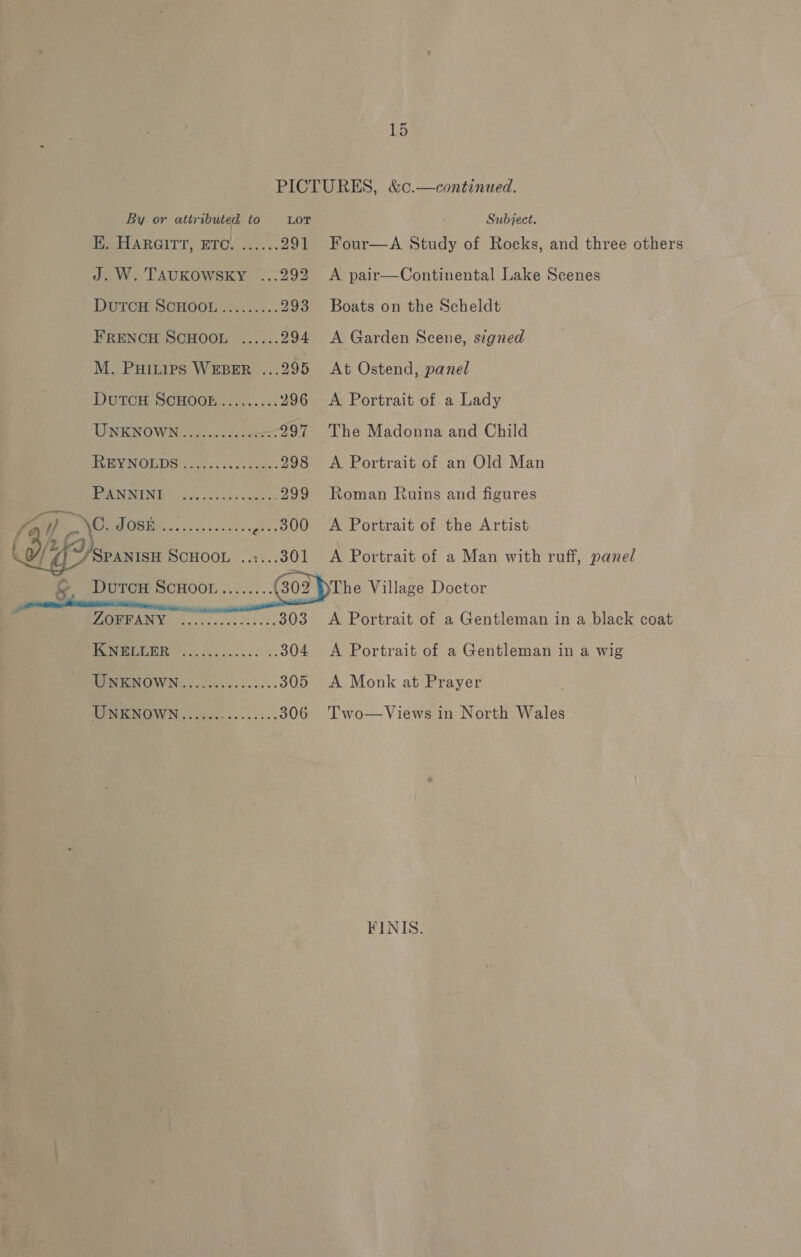 15
PICTURES, &c.—continued.
By or attributed to LOT Subject.
E. HARGITT, ETC. ......291 Four—A Study of Rocks, and three others
J. W. TAUKOWSKY ...292 A pair—Continental Lake Scenes
DUTCH SCHOOL.........293 Boats on the Scheldt
FRENCH SCHOOL ......294 A Garden Scene, signed
M. PHILIPS WEBER ...295 At Ostend, panel
DUTCH SCHOOL.........296 A Portrait of a Lady
UNKNOWN...............297 The Madonna and Child
REYNOLDS...............298 A Portrait of an Old Man
PANNINI ...............299 Roman Ruins and figures
C. JOSÉ ...............300 A Portrait of the Artist
SPANISH SCHOOL ......301 A Portrait of a Man with ruff, panel
DUTCH SCHOOL.........302 The Village Doctor
ZOFFANY ...............303 A Portrait of a Gentleman in a black coat
KNELLER ...............304 A Portrait of a Gentleman in a wig
UNKNOWN...............305 A Monk at Prayer
UNKNOWN...............306 Two—Views in North Wales
FINIS.